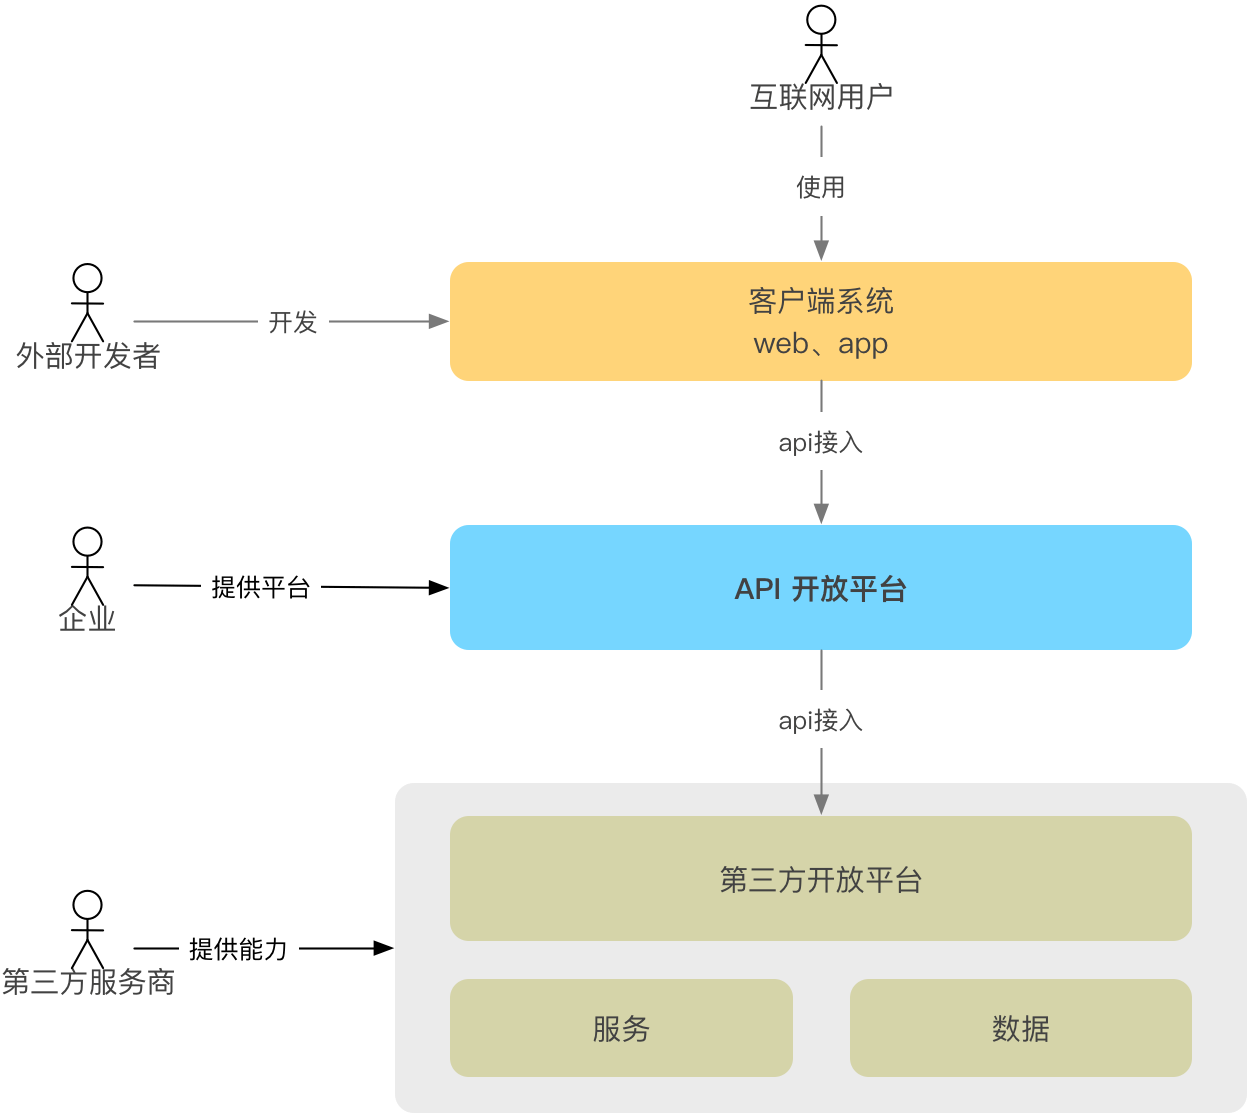 互联网用户
使用
客户端系统
web、app
开发
外部开发者
api接入
API 开放平台
提供平台
企业
api接入
第三方开放平台
提供能力
第三方服务商
服务
数据